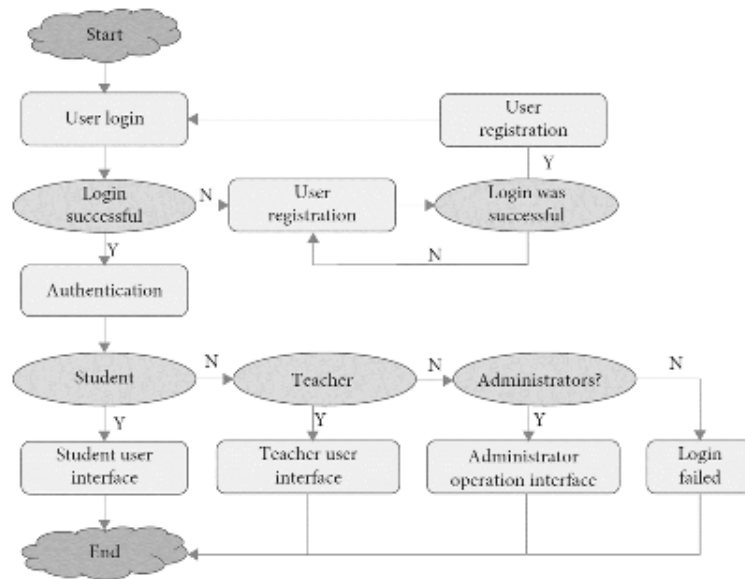 Start
User login
User
registration
Y
Login
successful
N
User
registration
Login was
successful
Y
N
Authentication
Student
N
Teacher
N
Administrators?
N
Y
Y
Y
Student user
interface
Teacher user
interface
Administrator
operation interface
Login
failed
End